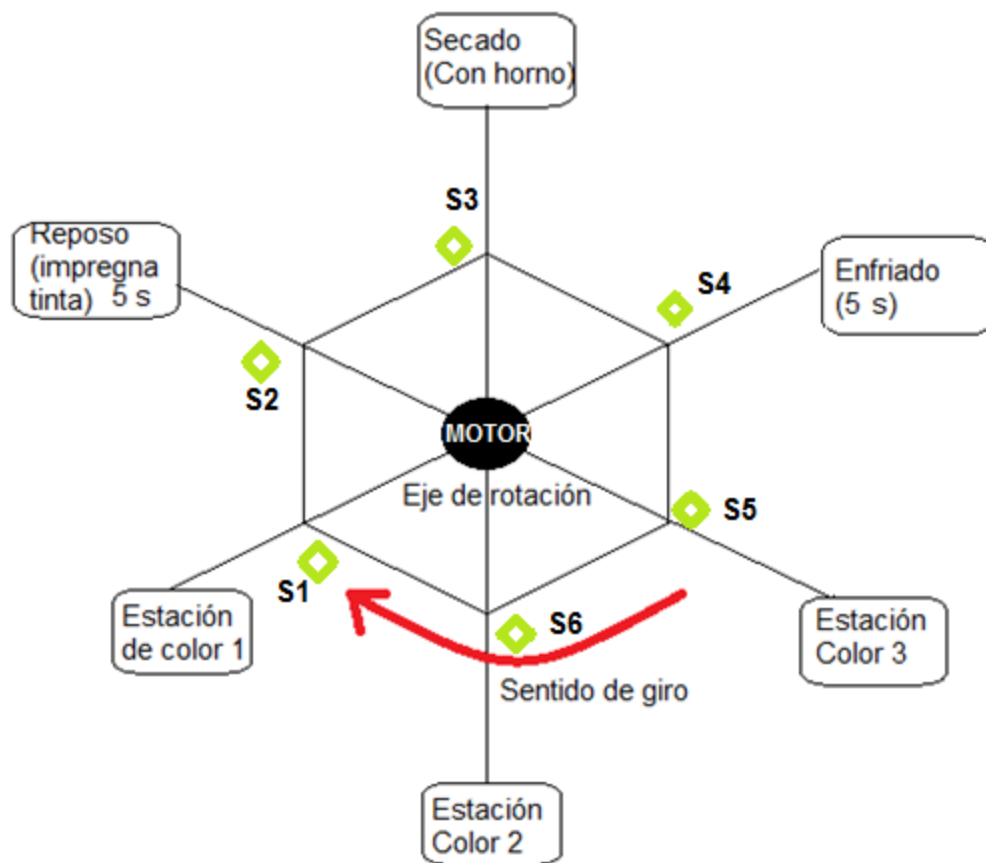 Secado
(Con horno)
S3
Reposo
(impregna
tinta) 5 s
S4
Enfriado
(5 s)
S2
MOTOR
Eje de rotación
S5
S1
Estación
de color 1
S6
Estación
Color 3
Sentido de giro
Estación
Color 2